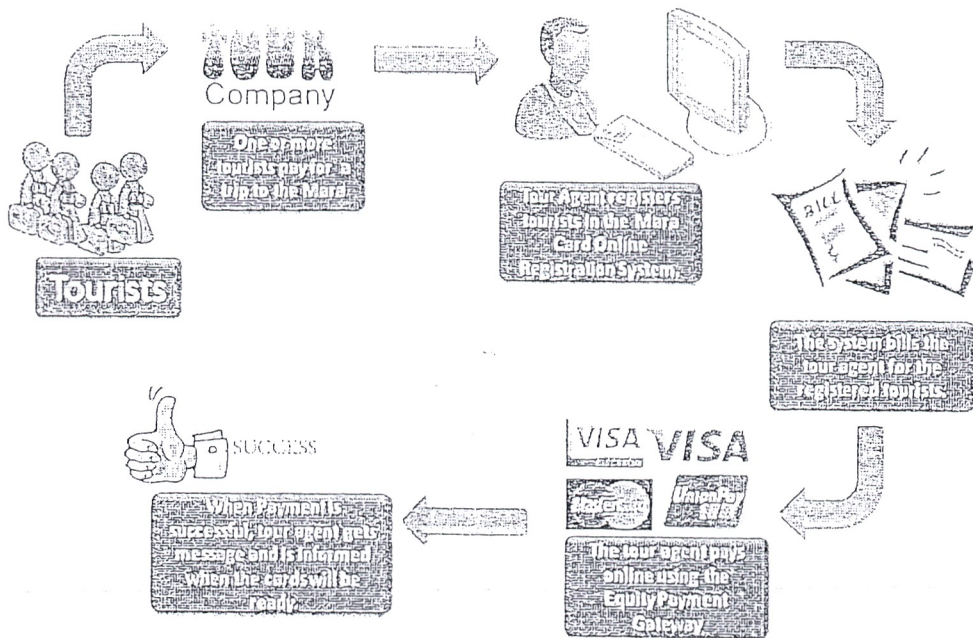 Company
One or more
tourists pay for a
trip to the Mara
Tourists
Tour Agent registers
tourists in the Mara
Card Online
Registration System.
BILL
The system bills the
tour agent for the
registered tourists.
VISA
VISA
UnionPay
The tour agent pays
online using the
Equity Payment
Gateway
SUCCESS
When Payment is
successful, tour agent gets
message and is informed
when the cards will be
ready.